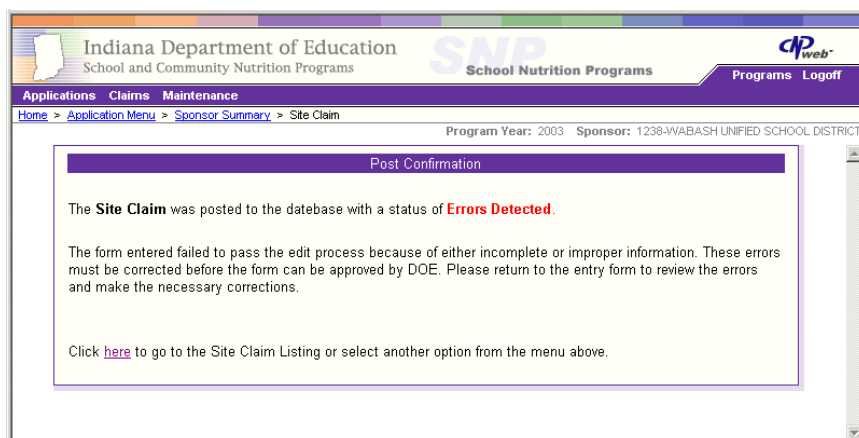 Indiana Department of Education
School and Community Nutrition Programs
SNP
School Nutrition Programs
CNPweb
Programs Logoff
Applications Claims Maintenance
Home > Application Menu > Sponsor Summary > Site Claim
Program Year: 2003 Sponsor: 1238-WABASH UNIFIED SCHOOL DISTRICT
Post Confirmation
The Site Claim was posted to the datebase with a status of Errors Detected.
The form entered failed to pass the edit process because of either incomplete or improper information. These errors
must be corrected before the form can be approved by DOE. Please return to the entry form to review the errors
and make the necessary corrections.
Click here to go to the Site Claim Listing or select another option from the menu above.